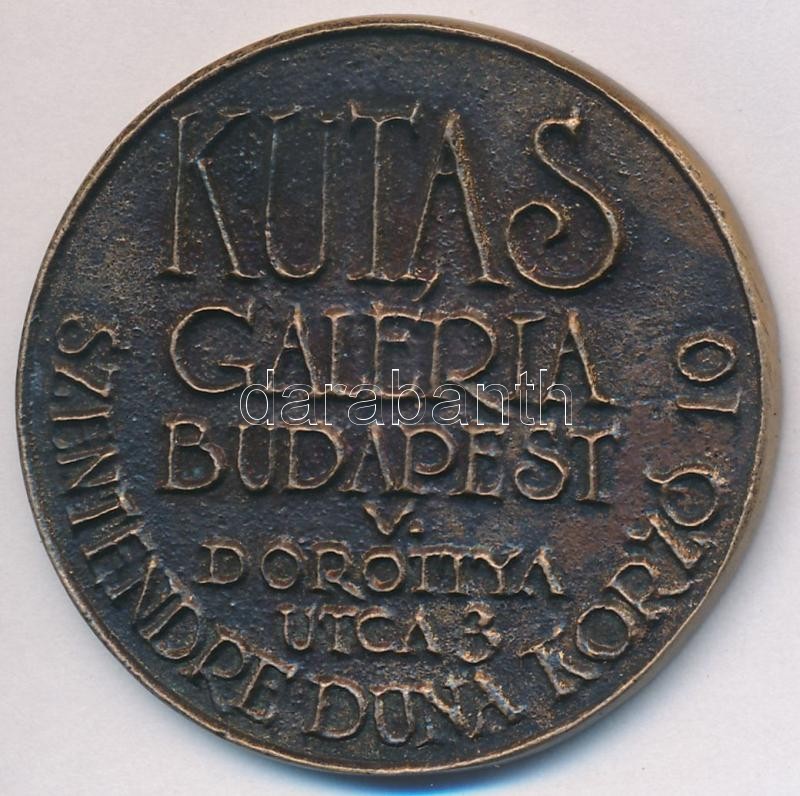 KUTAS
GALÉRIA
BUDAPEST
V.
DOROTTYA
UTCA 3
SZENTENDRE DUNA KORZÓ 10
darabanth